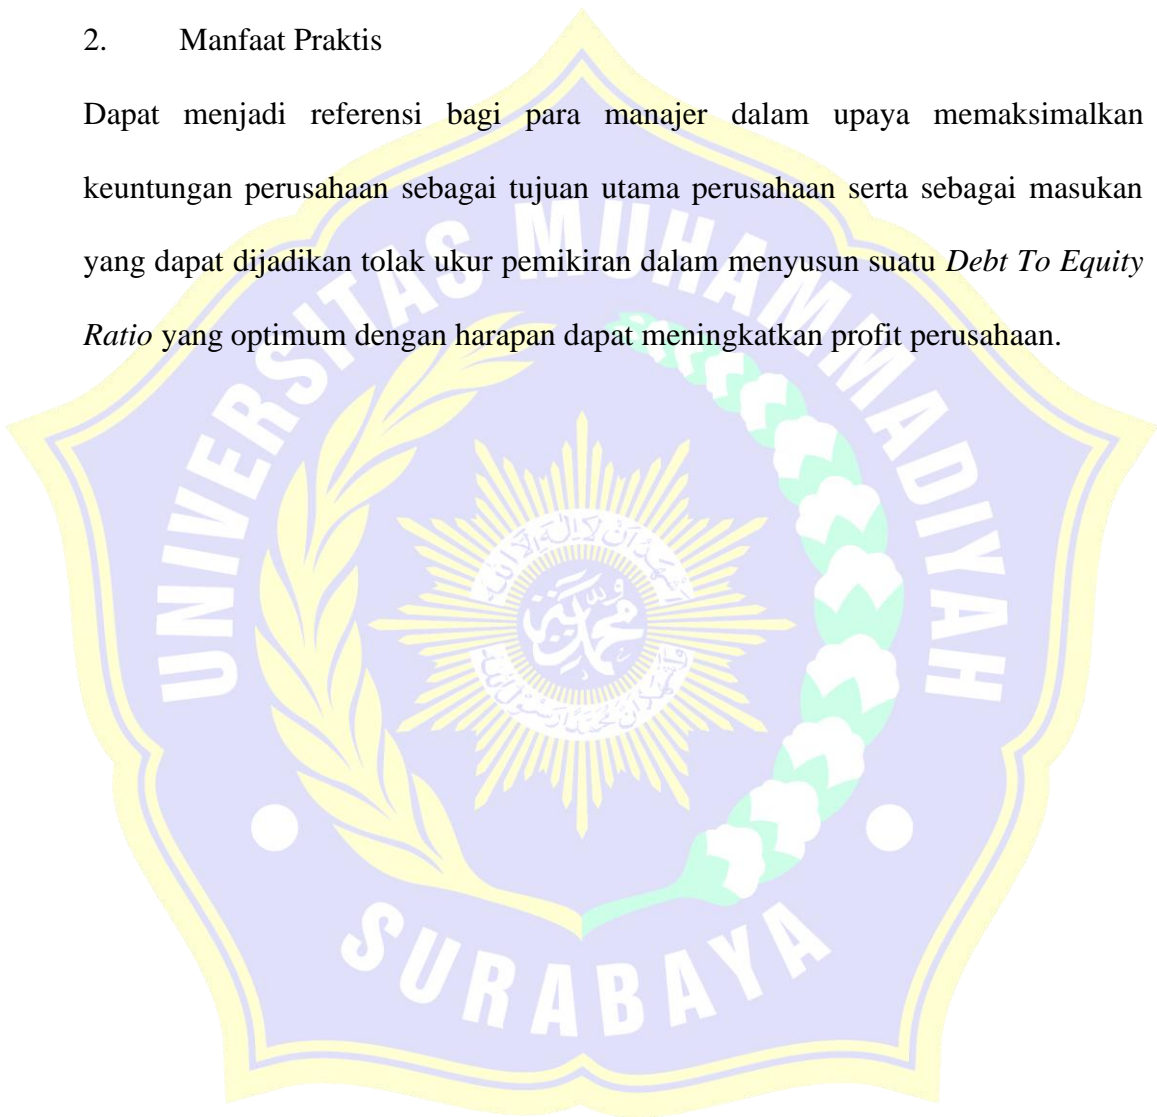 2. Manfaat Praktis
Dapat menjadi referensi bagi para manajer dalam upaya memaksimalkan
keuntungan perusahaan sebagai tujuan utama perusahaan serta sebagai masukan
yang dapat dijadikan tolak ukur pemikiran dalam menyusun suatu Debt To Equity
Ratio yang optimum dengan harapan dapat meningkatkan profit perusahaan.
UNIVERSITAS MUHAMMADIYAH
محمد
SURABAYA